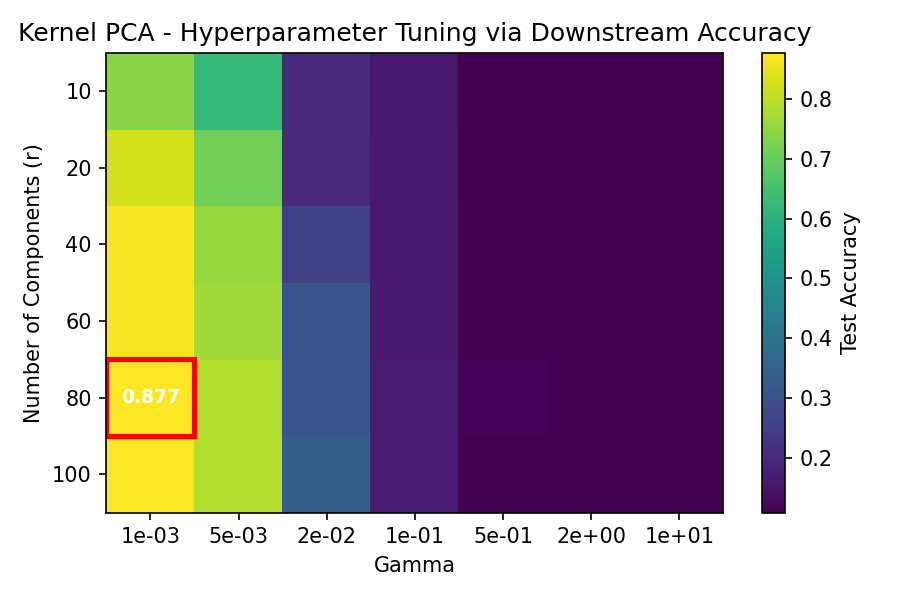 Kernel PCA - Hyperparameter Tuning via Downstream Accuracy
Number of Components (r)
10
20
40
60
80
100
0.877
1e-03 5e-03 2e-02 1e-01 5e-01 2e+00 1e+01
Gamma
0.8
0.7
0.6
0.5
0.4
0.3
0.2
Test Accuracy